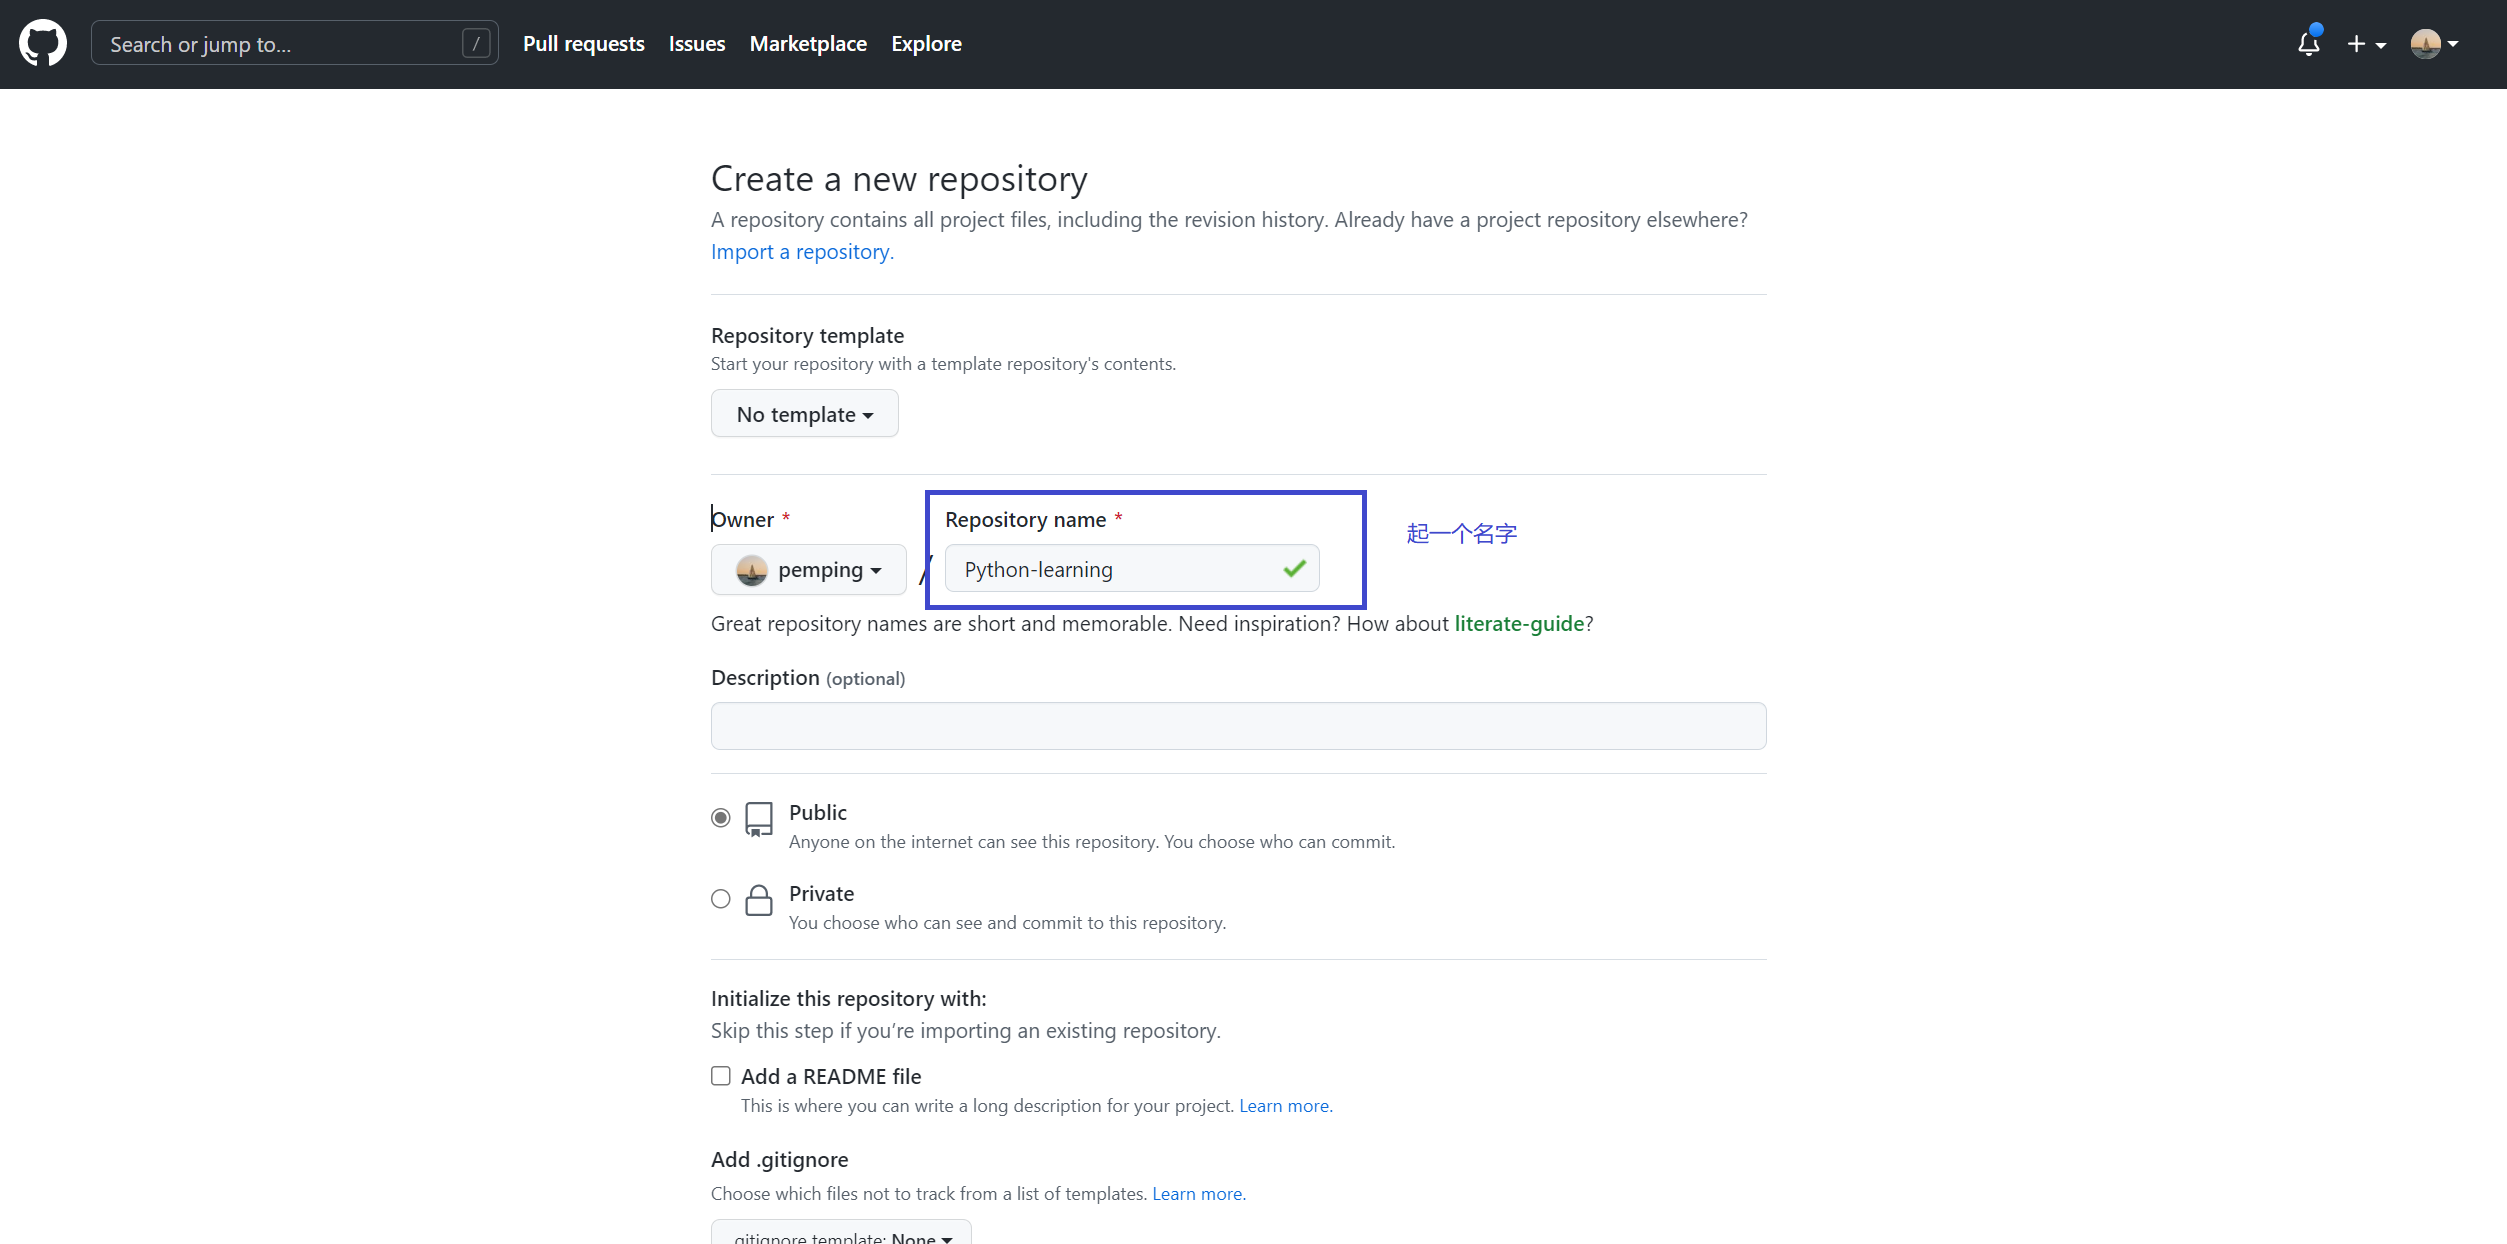 Search or jump to... /
Pull requests Issues Marketplace Explore
Create a new repository
A repository contains all project files, including the revision history. Already have a project repository elsewhere?
Import a repository.
Repository template
Start your repository with a template repository's contents.
No template
Owner * Repository name *
起一个名字
pemping / Python-learning
Great repository names are short and memorable. Need inspiration? How about literate-guide?
Description (optional)
Public
Anyone on the internet can see this repository. You choose who can commit.
Private
You choose who can see and commit to this repository.
Initialize this repository with:
Skip this step if you’re importing an existing repository.
Add a README file
This is where you can write a long description for your project. Learn more.
Add .gitignore
Choose which files not to track from a list of templates. Learn more.
.gitignore template: None